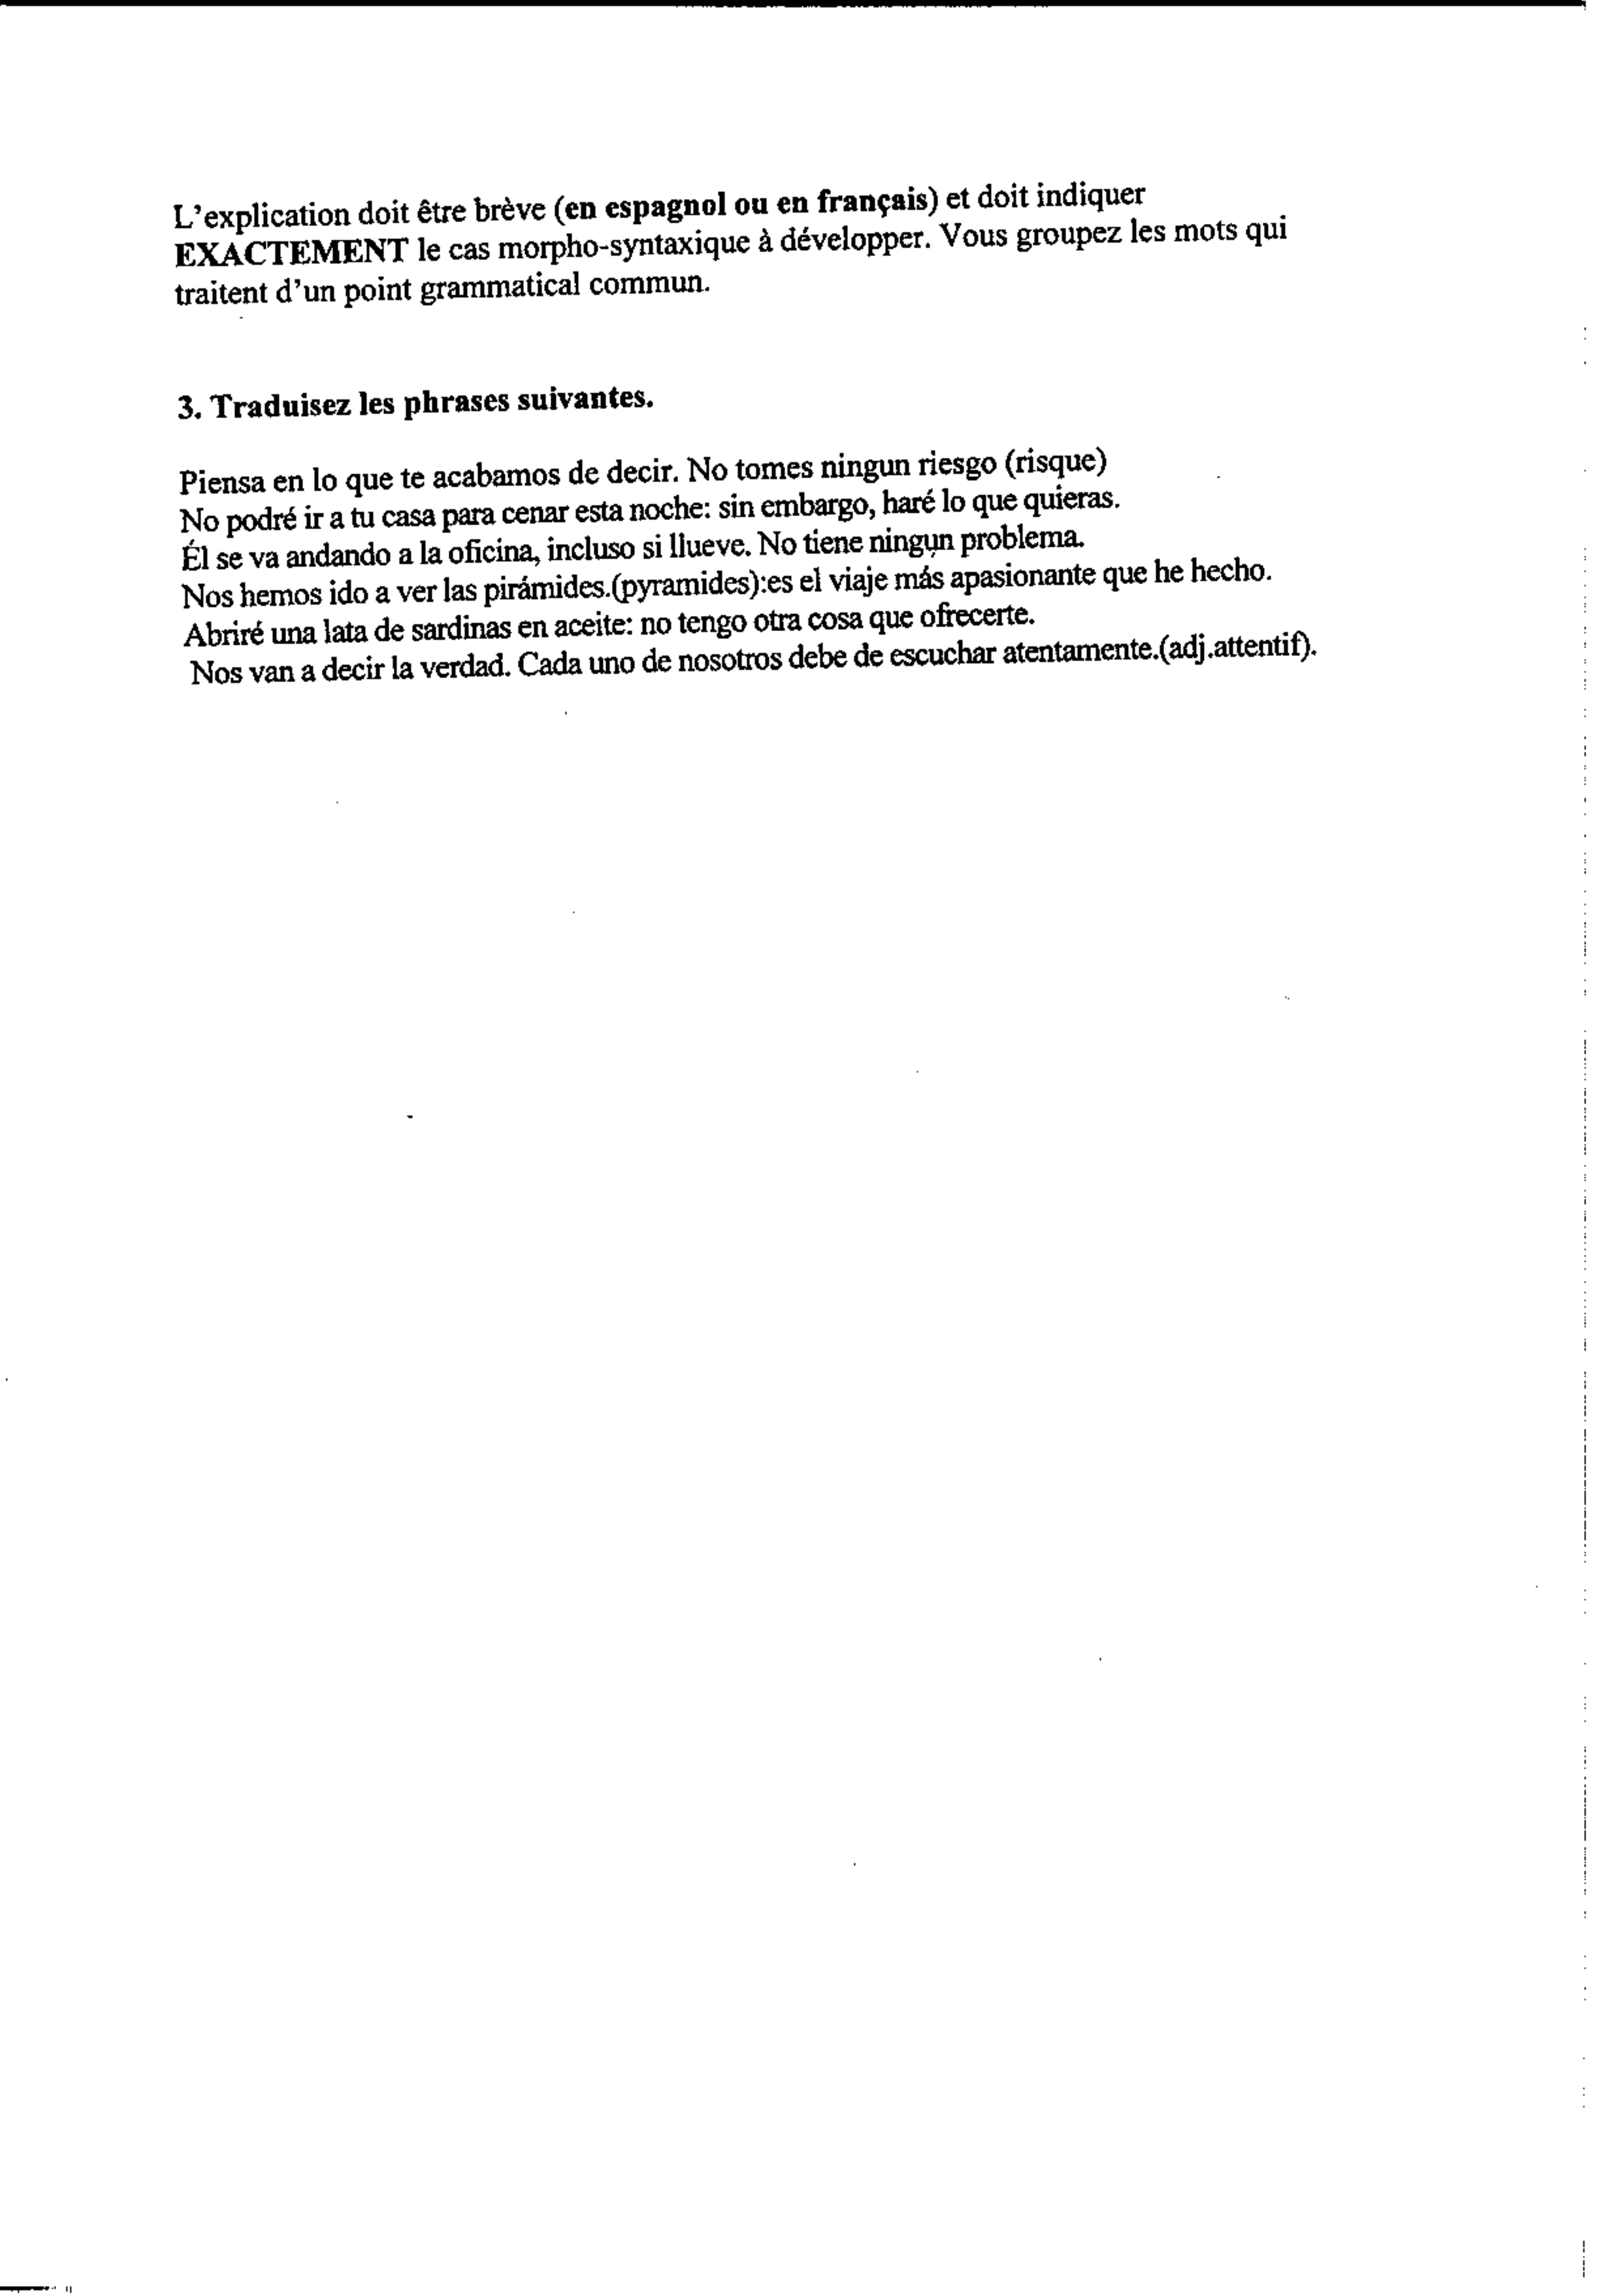 L'explication doit être brève (en espagnol ou en français) et doit indiquer
EXACTEMENT le cas morpho-syntaxique à développer. Vous groupez les mots qui
traitent d'un point grammatical commun.
3. Traduisez les phrases suivantes.
Piensa en lo que te acabamos de decir. No tomes ningun riesgo (risque)
No podré ir a tu casa para cenar esta noche: sin embargo, haré lo que quieras.
Él se va andando a la oficina, incluso si llueve. No tiene ningun problema.
Nos hemos ido a ver las pirámides.(pyramides):es el viaje más apasionante que he hecho.
Abriré una lata de sardinas en aceite: no tengo otra cosa que ofrecerte.
Nos van a decir la verdad. Cada uno de nosotros debe de escuchar atentamente.(adj.attentif).